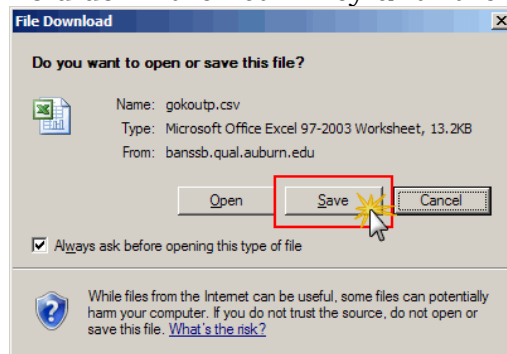 File Download
Do you want to open or save this file?
Name: gokoutp.csv
Type: Microsoft Office Excel 97-2003 Worksheet, 13.2KB
From: banssb.qual.auburn.edu
Open Save Cancel
Always ask before opening this type of file
While files from the Internet can be useful, some files can potentially
harm your computer. If you do not trust the source, do not open or
save this file. What's the risk?